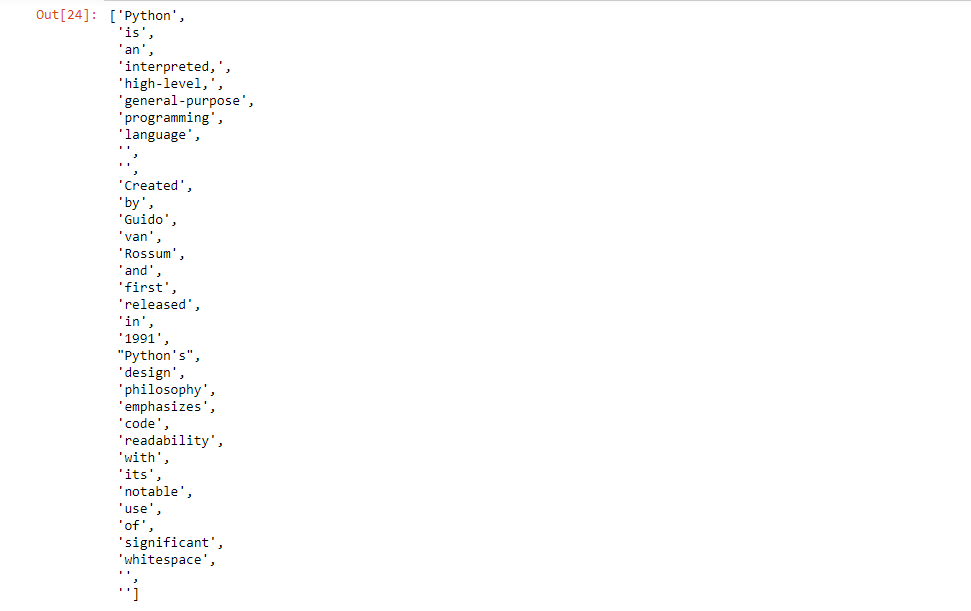 Out[24]: ['Python',
'is',
'an',
'interpreted,',
'high-level,',
'general-purpose',
'programming',
'language',
'',
'',
'Created',
'by',
'Guido',
'van',
'Rossum',
'and',
'first',
'released',
'in',
'1991',
"Python's",
'design',
'philosophy',
'emphasizes',
'code',
'readability',
'with',
'its',
'notable',
'use',
'of',
'significant',
'whitespace',
'',
'']